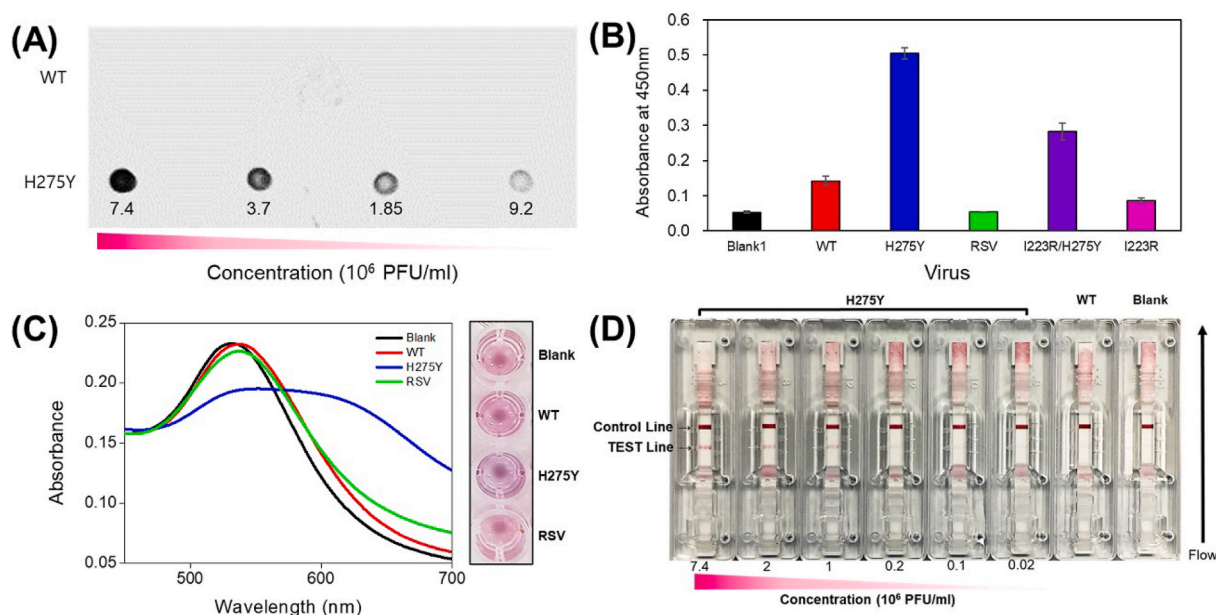 (A)
WT
H275Y
7.4 3.7 1.85 9.2
Concentration (10⁶ PFU/ml)
(B)
Absorbance at 450nm
0.6
0.5
0.4
0.3
0.2
0.1
0.0
Blank1 WT H275Y RSV I223R/H275Y I223R
Virus
(C)
Absorbance
0.25
0.20
0.15
0.10
0.05
500 600 700
Wavelength (nm)
Blank
WT
H275Y
RSV
Blank
WT
H275Y
RSV
(D)
H275Y WT Blank
Control Line
TEST Line
Flow
7.4 2 1 0.2 0.1 0.02
Concentration (10⁶ PFU/ml)